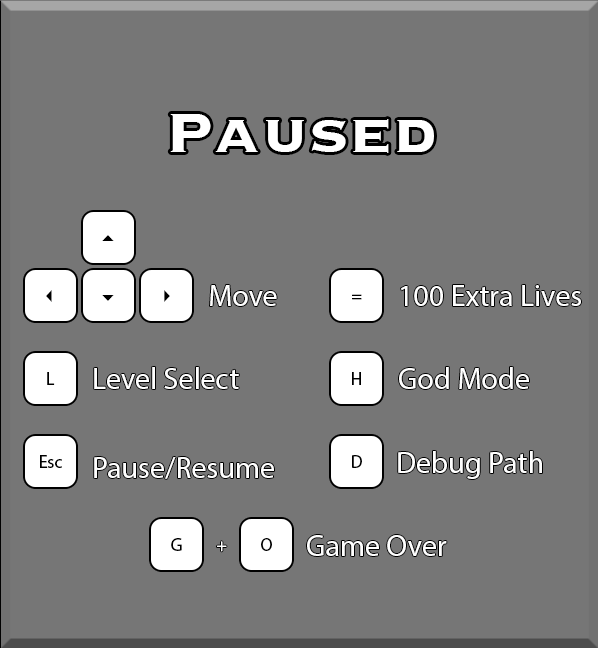 PAUSED
Move
= 100 Extra Lives
L Level Select
H God Mode
Esc Pause/Resume
D Debug Path
G + O Game Over